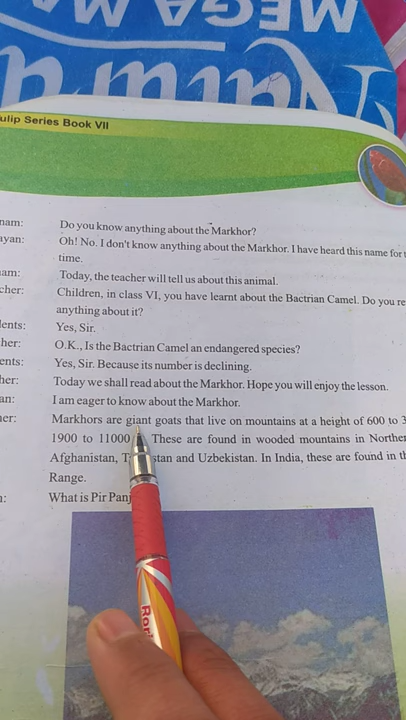 MEGA MA
ulip Series Book VII
nam: Do you know anything about the Markhor?
ayan: Oh! No. I don't know anything about the Markhor. I have heard this name for
time.
am: Today, the teacher will tell us about this animal.
cher: Children, in class VI, you have learnt about the Bactrian Camel. Do you re
anything about it?
ents: Yes, Sir.
her: O.K., Is the Bactrian Camel an endangered species?
ents: Yes, Sir. Because its number is declining.
her: Today we shall read about the Markhor. Hope you will enjoy the lesson.
an: I am eager to know about the Markhor.
er: Markhors are giant goats that live on mountains at a height of 600 to 3
1900 to 11000 These are found in wooded mountains in Norther
Afghanistan, stan and Uzbekistan. In India, these are found in th
Range.
What is Pir Panj
Ror